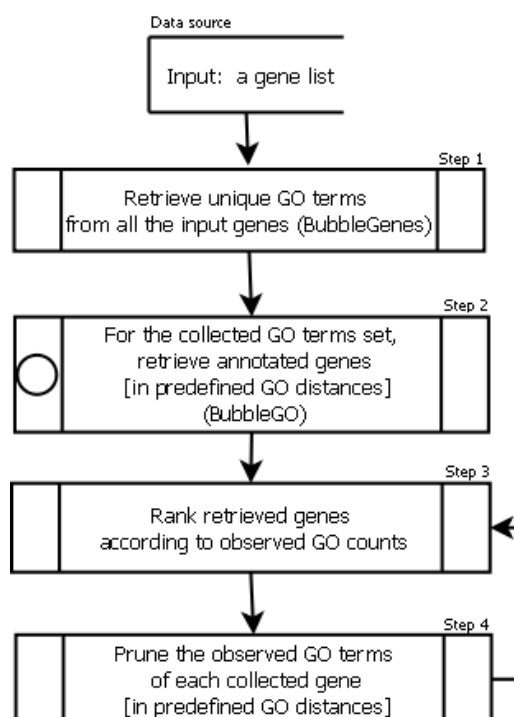 Data source
Input: a gene list
Step 1
Retrieve unique GO terms
from all the input genes (BubbleGenes)
Step 2
For the collected GO terms set,
retrieve annotated genes
[in predefined GO distances]
(BubbleGO)
Step 3
Rank retrieved genes
according to observed GO counts
Step 4
Prune the observed GO terms
of each collected gene
[in predefined GO distances]